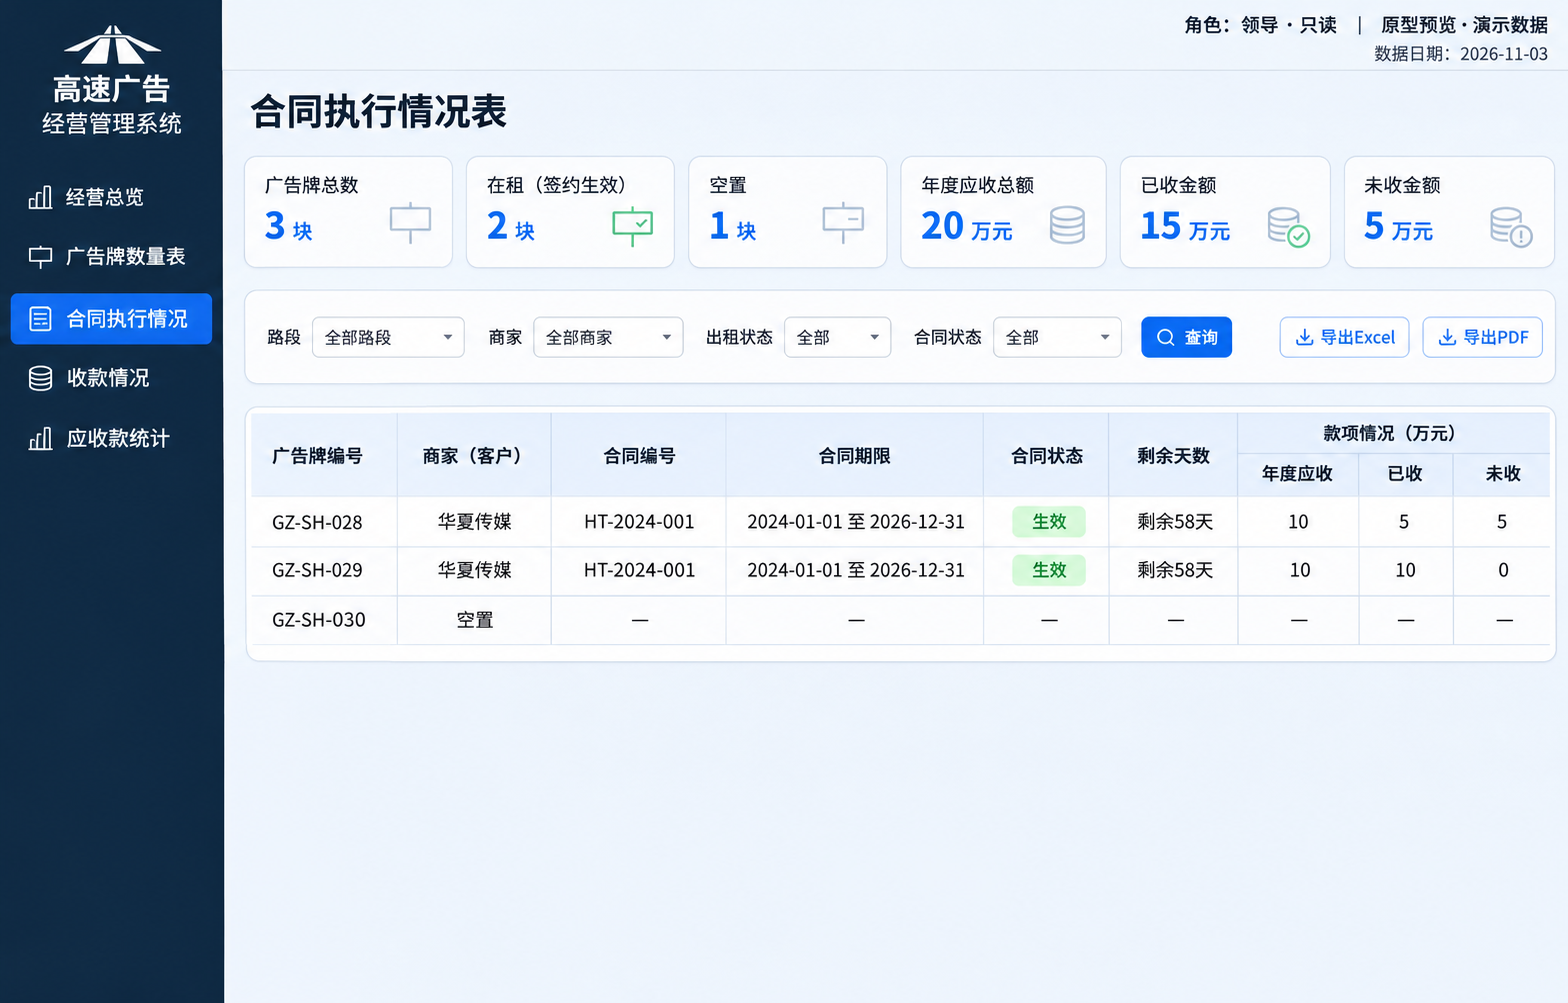 高速广告
经营管理系统
经营总览
广告牌数量表
合同执行情况
收款情况
应收款统计
角色：领导·只读 | 原型预览·演示数据
数据日期：2026-11-03
合同执行情况表
广告牌总数
3 块
在租（签约生效）
2 块
空置
1 块
年度应收总额
20 万元
已收金额
15 万元
未收金额
5 万元
路段 全部路段 商家 全部商家 出租状态 全部 合同状态 全部 查询 导出Excel 导出PDF
广告牌编号 商家（客户） 合同编号 合同期限 合同状态 剩余天数 款项情况（万元）
年度应收 已收 未收
GZ-SH-028 华夏传媒 HT-2024-001 2024-01-01 至 2026-12-31 生效 剩余58天 10 5 5
GZ-SH-029 华夏传媒 HT-2024-001 2024-01-01 至 2026-12-31 生效 剩余58天 10 10 0
GZ-SH-030 空置 — — — — — — —